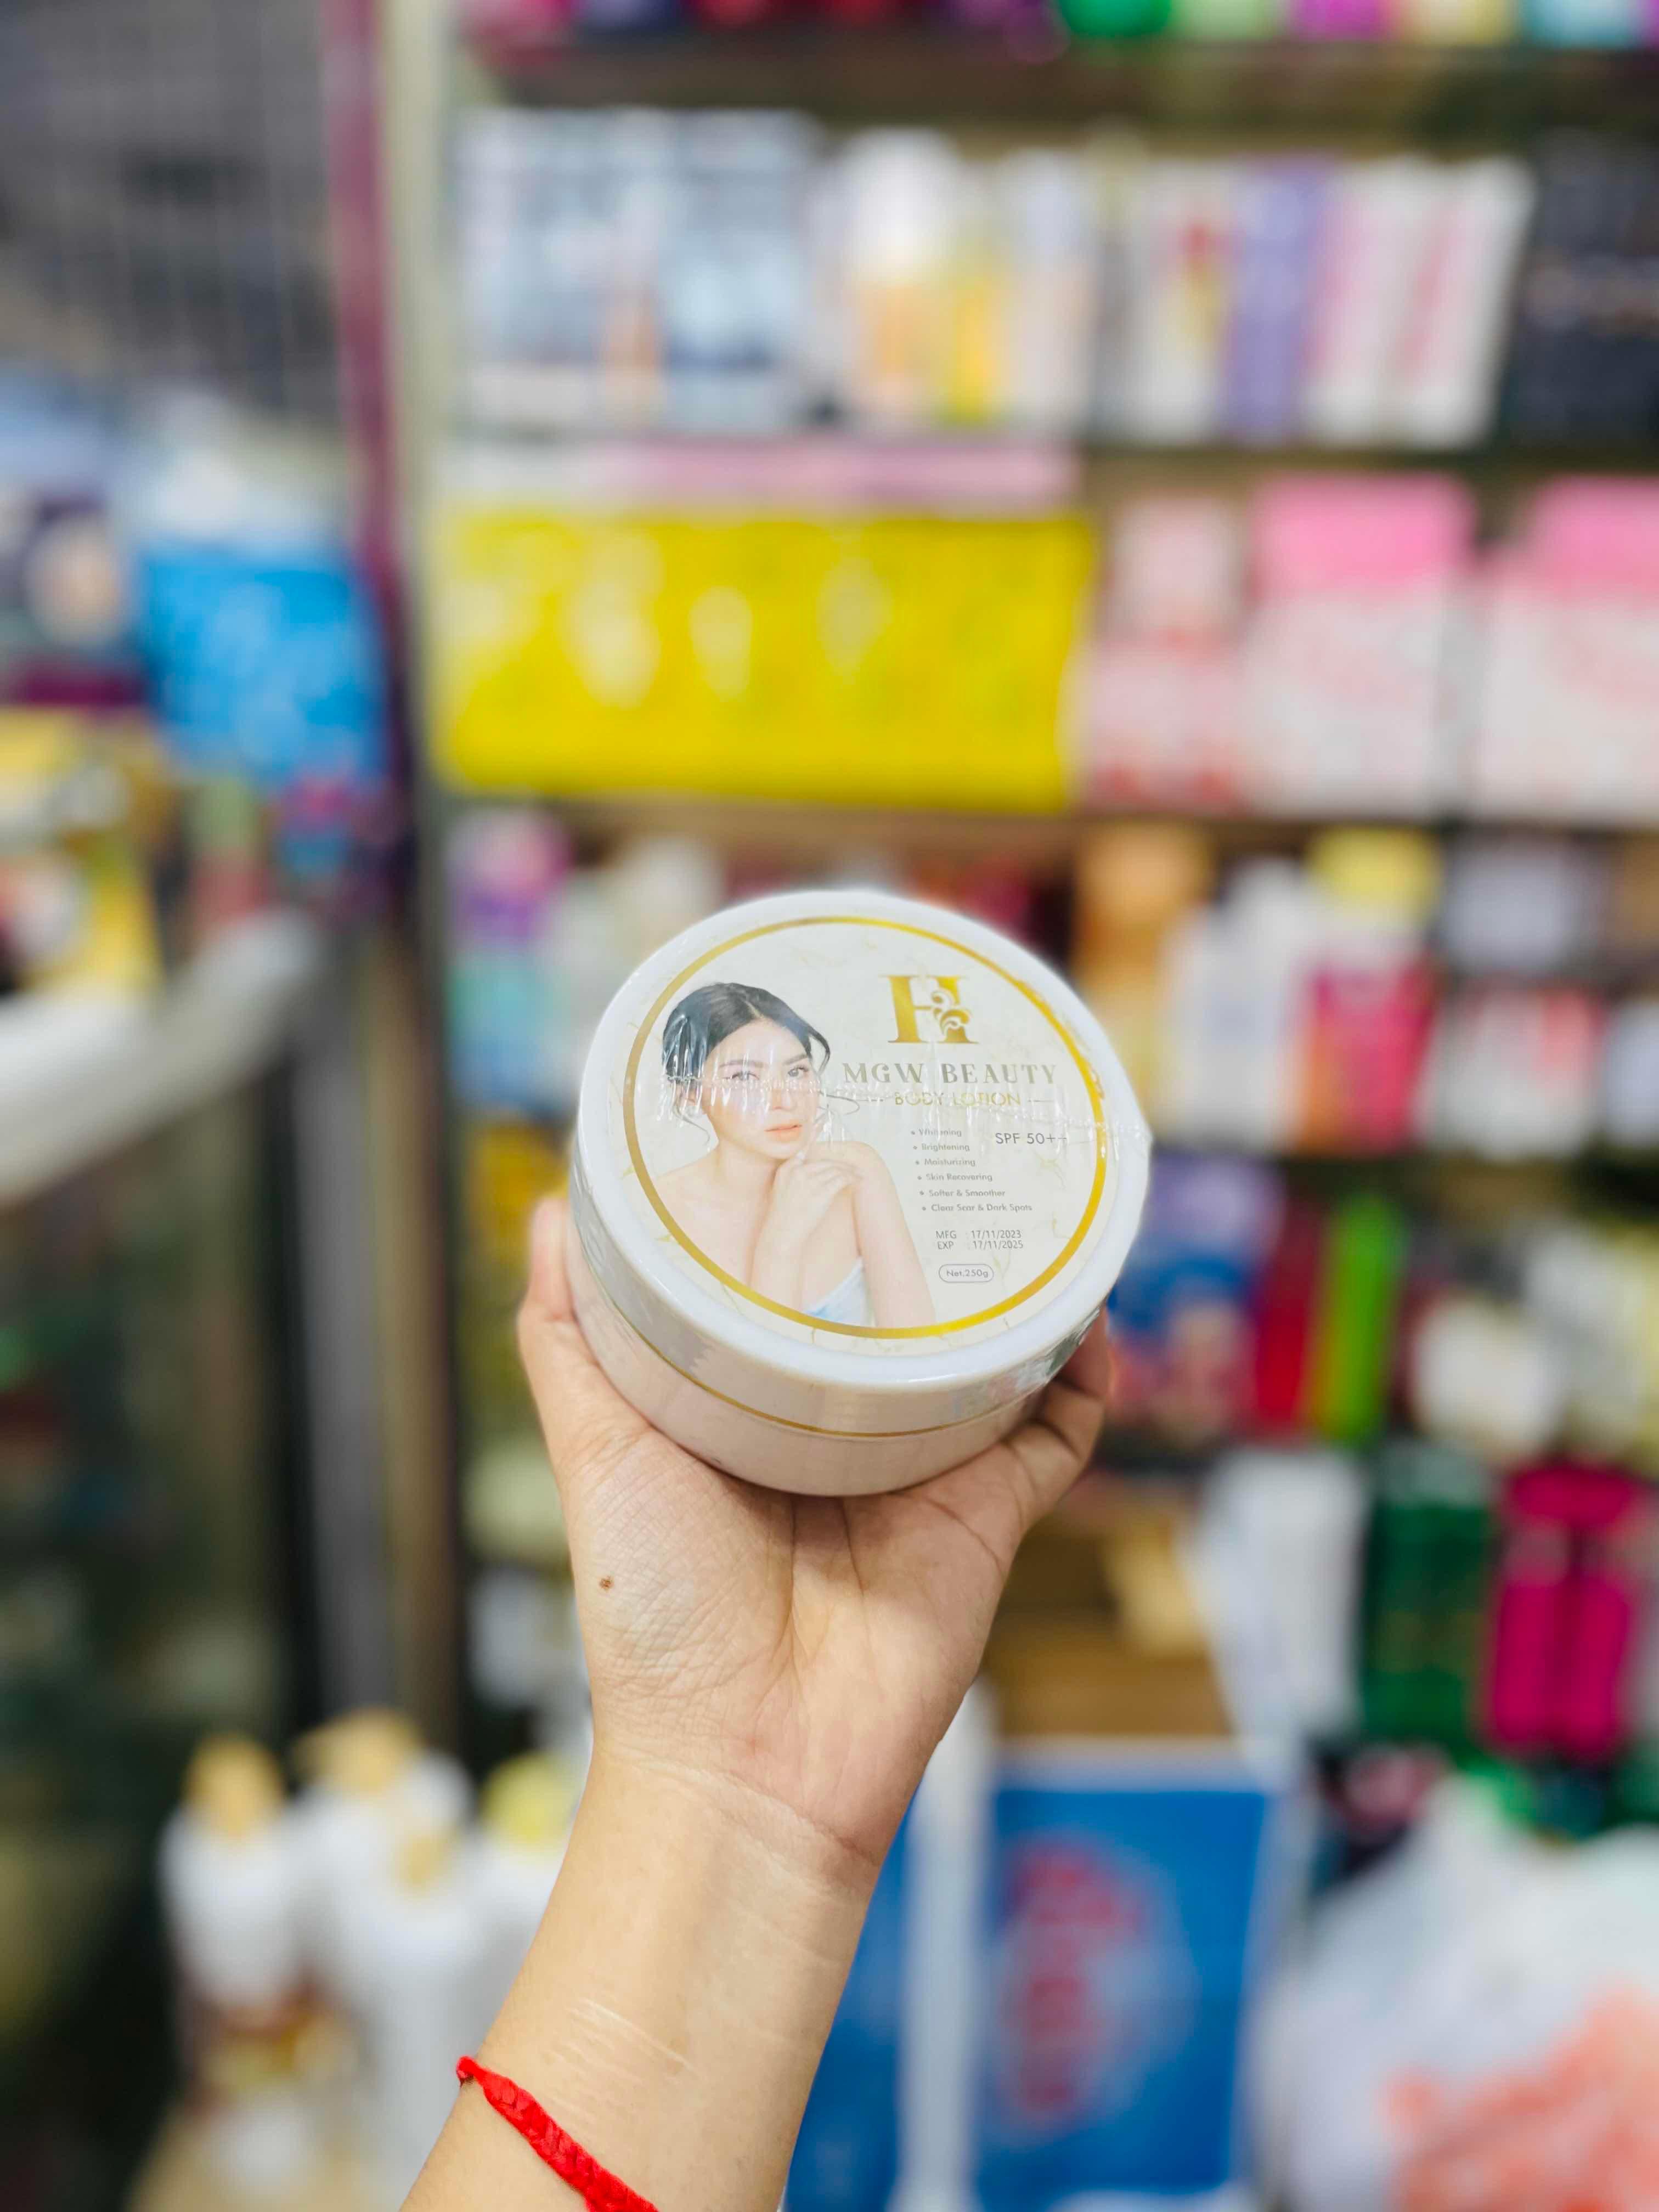 H
MGW BEAUTY
BODY LOTION
SPF 50++
• Whitening
• Brightening
• Moisturizing
• Skin Recovering
• Softer & Smoother
• Clear Scar & Dark Spots
MFG : 17/11/2023
EXP : 17/11/2025
Net.250g